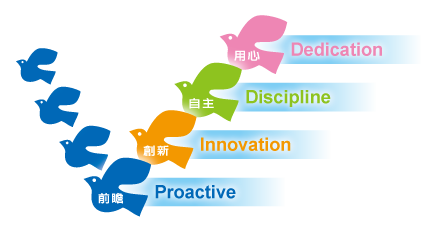 用心 Dedication
自主 Discipline
創新 Innovation
前瞻 Proactive